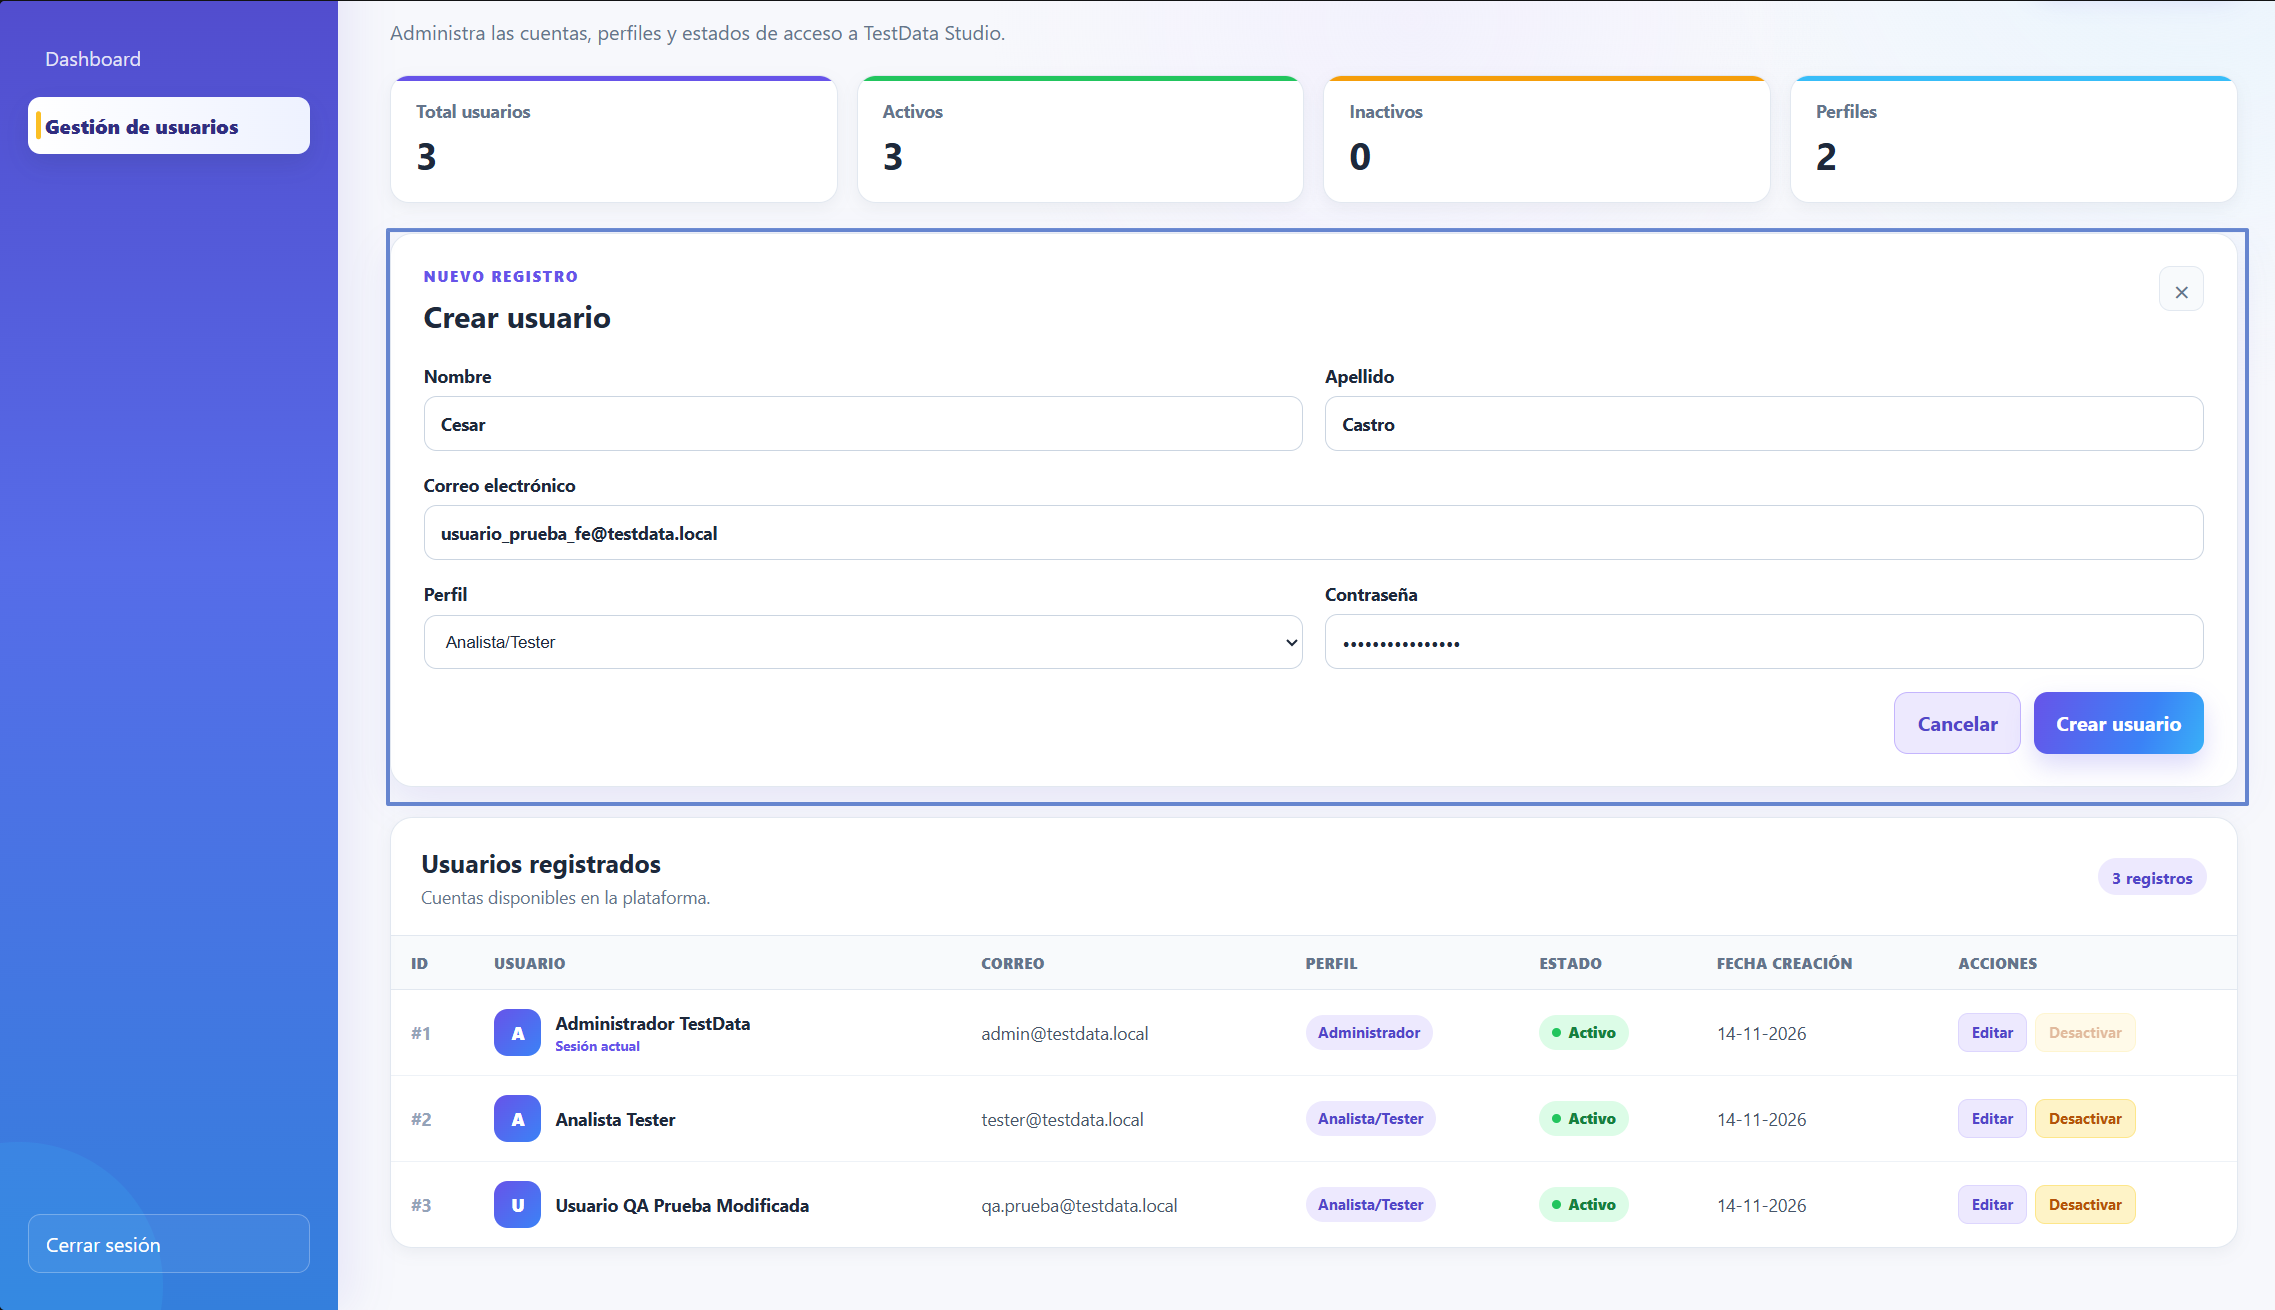 Dashboard
Gestión de usuarios
Cerrar sesión
Administra las cuentas, perfiles y estados de acceso a TestData Studio.
Total usuarios
3
Activos
3
Inactivos
0
Perfiles
2
NUEVO REGISTRO
Crear usuario
Nombre
Cesar
Apellido
Castro
Correo electrónico
usuario_prueba_fe@testdata.local
Perfil
Analista/Tester
Contraseña
••••••••••••••••
Cancelar
Crear usuario
Usuarios registrados
Cuentas disponibles en la plataforma.
3 registros
ID USUARIO CORREO PERFIL ESTADO FECHA CREACIÓN ACCIONES
#1 A Administrador TestData admin@testdata.local Administrador Activo 14-11-2026 Editar Desactivar
Sesión actual
#2 A Analista Tester tester@testdata.local Analista/Tester Activo 14-11-2026 Editar Desactivar
#3 U Usuario QA Prueba Modificada qa.prueba@testdata.local Analista/Tester Activo 14-11-2026 Editar Desactivar